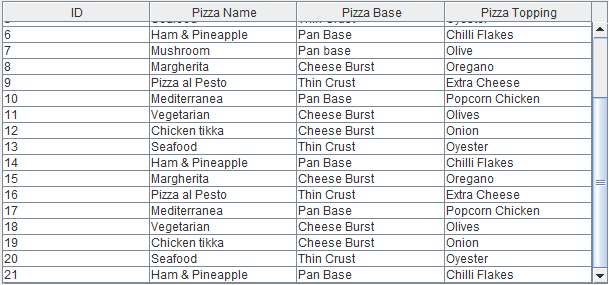 ID Pizza Name Pizza Base Pizza Topping
5 Seafood Thin Crust Oyester
6 Ham & Pineapple Pan Base Chilli Flakes
7 Mushroom Pan base Olive
8 Margherita Cheese Burst Oregano
9 Pizza al Pesto Thin Crust Extra Cheese
10 Mediterranea Pan Base Popcorn Chicken
11 Vegetarian Cheese Burst Olives
12 Chicken tikka Cheese Burst Onion
13 Seafood Thin Crust Oyester
14 Ham & Pineapple Pan Base Chilli Flakes
15 Margherita Cheese Burst Oregano
16 Pizza al Pesto Thin Crust Extra Cheese
17 Mediterranea Pan Base Popcorn Chicken
18 Vegetarian Cheese Burst Olives
19 Chicken tikka Cheese Burst Onion
20 Seafood Thin Crust Oyester
21 Ham & Pineapple Pan Base Chilli Flakes